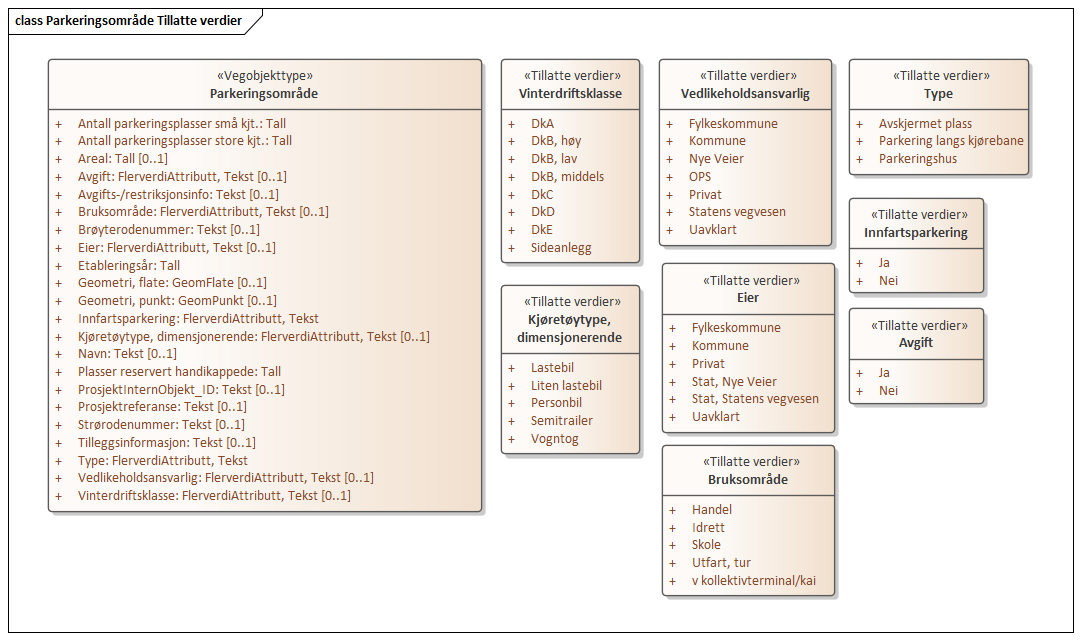 class Parkeringsområde Tillatte verdier
«Vegobjekttype»
Parkeringsområde
+ Antall parkeringsplasser små kjt.: Tall
+ Antall parkeringsplasser store kjt.: Tall
+ Areal: Tall [0..1]
+ Avgift: FlerverdiAttributt, Tekst [0..1]
+ Avgifts-/restriksjonsinfo: Tekst [0..1]
+ Bruksområde: FlerverdiAttributt, Tekst [0..1]
+ Brøyterodenummer: Tekst [0..1]
+ Eier: FlerverdiAttributt, Tekst [0..1]
+ Etableringsår: Tall
+ Geometri, flate: GeomFlate [0..1]
+ Geometri, punkt: GeomPunkt [0..1]
+ Innfartsparkering: FlerverdiAttributt, Tekst
+ Kjøretøytype, dimensjonerende: FlerverdiAttributt, Tekst [0..1]
+ Navn: Tekst [0..1]
+ Plasser reservert handikappede: Tall
+ ProsjektInternObjekt_ID: Tekst [0..1]
+ Prosjektreferanse: Tekst [0..1]
+ Strørodenummer: Tekst [0..1]
+ Tilleggsinformasjon: Tekst [0..1]
+ Type: FlerverdiAttributt, Tekst
+ Vedlikeholdsansvarlig: FlerverdiAttributt, Tekst [0..1]
+ Vinterdriftsklasse: FlerverdiAttributt, Tekst [0..1]
«Tillatte verdier»
Vinterdriftsklasse
+ DkA
+ DkB, høy
+ DkB, lav
+ DkB, middels
+ DkC
+ DkD
+ DkE
+ Sideanlegg
«Tillatte verdier»
Kjøretøytype,
dimensjonerende
+ Lastebil
+ Liten lastebil
+ Personbil
+ Semitrailer
+ Vogntog
«Tillatte verdier»
Vedlikeholdsansvarlig
+ Fylkeskommune
+ Kommune
+ Nye Veier
+ OPS
+ Privat
+ Statens vegvesen
+ Uavklart
«Tillatte verdier»
Eier
+ Fylkeskommune
+ Kommune
+ Privat
+ Stat, Nye Veier
+ Stat, Statens vegvesen
+ Uavklart
«Tillatte verdier»
Bruksområde
+ Handel
+ Idrett
+ Skole
+ Utfart, tur
+ v kollektivterminal/kai
«Tillatte verdier»
Type
+ Avskjermet plass
+ Parkering langs kjørebane
+ Parkeringshus
«Tillatte verdier»
Innfartsparkering
+ Ja
+ Nei
«Tillatte verdier»
Avgift
+ Ja
+ Nei